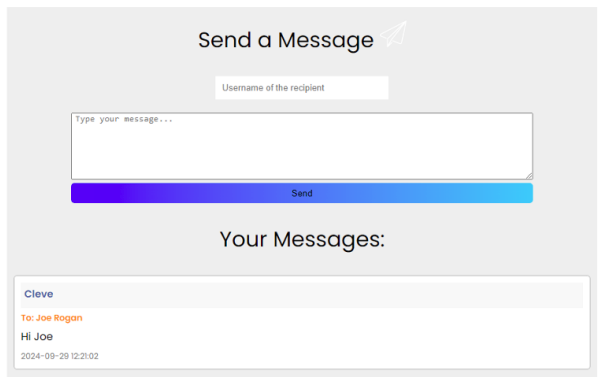 Send a Message
Username of the recipient
Type your message...
Send
Your Messages:
Cleve
To: Joe Rogan
Hi Joe
2024-09-29 12:21:02